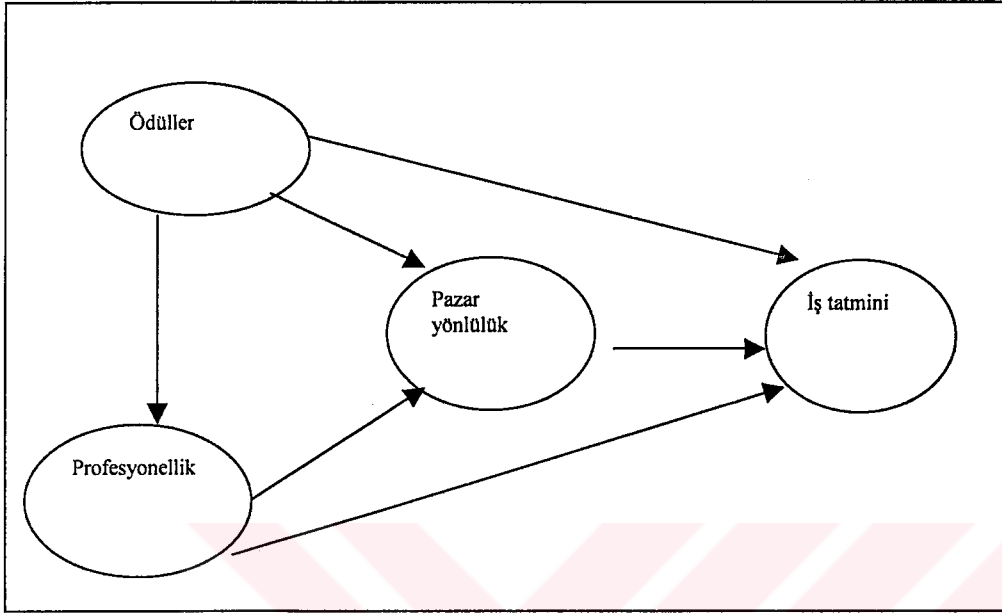 Ödüller
Pazar
yönlülük
İş tatmini
Profesyonellik